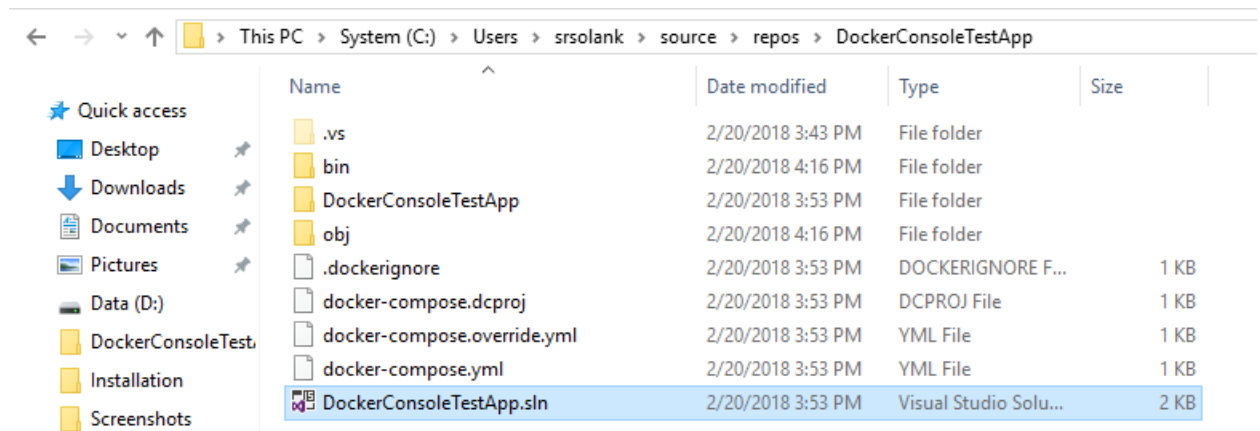 This PC > System (C:) > Users > srsolank > source > repos > DockerConsoleTestApp
Name Date modified Type Size
Quick access
Desktop
Downloads
Documents
Pictures
Data (D:)
DockerConsoleTest
Installation
Screenshots
.vs 2/20/2018 3:43 PM File folder
bin 2/20/2018 4:16 PM File folder
DockerConsoleTestApp 2/20/2018 3:53 PM File folder
obj 2/20/2018 4:16 PM File folder
.dockerignore 2/20/2018 3:53 PM DOCKERIGNORE F... 1 KB
docker-compose.dcproj 2/20/2018 3:53 PM DCPROJ File 1 KB
docker-compose.override.yml 2/20/2018 3:53 PM YML File 1 KB
docker-compose.yml 2/20/2018 3:53 PM YML File 1 KB
DockerConsoleTestApp.sln 2/20/2018 3:53 PM Visual Studio Solu... 2 KB